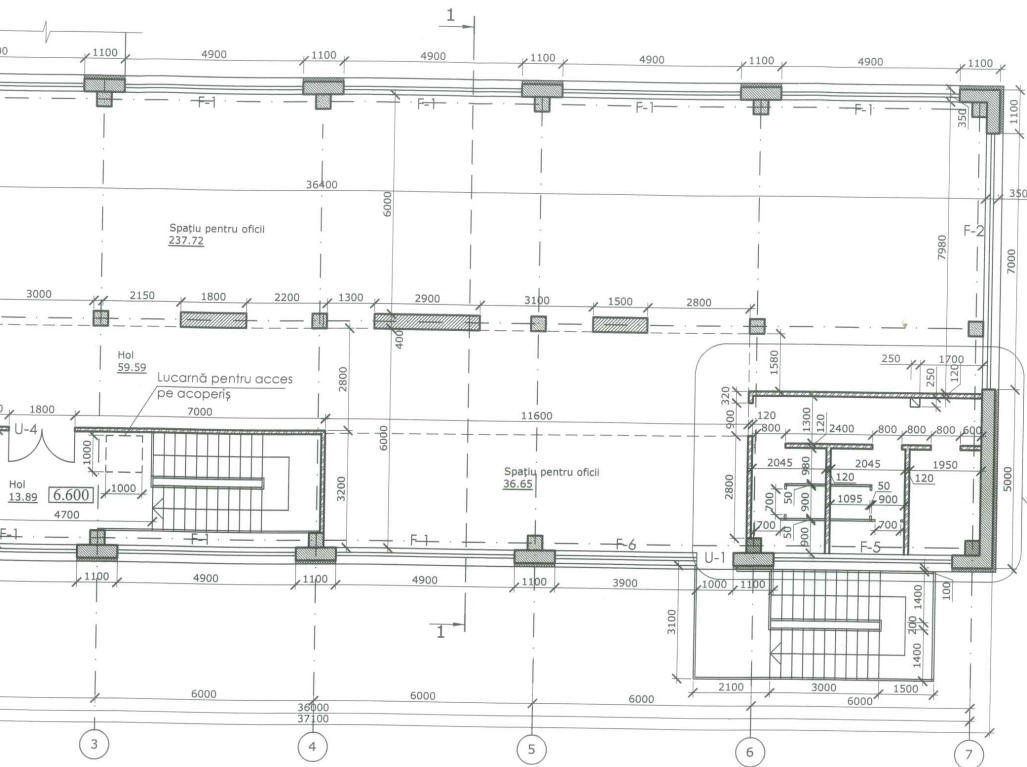 1
1100 4900 1100 4900 1100 4900 1100 4900 1100
F-1 F-1 F-1 F-1
350
1100
36400
350
6000
Spațiu pentru oficii
237.72
F-2
7980
7000
3000 2150 1800 2200 1300 2900 3100 1500 2800
400
Hol
59.59
Lucarnă pentru acces
pe acoperiș
2800
1580
250 1700
250
120
320
1800 7000 11600
900
120
U-4
1000
6000
800 1300 120 2400 800 800 800 600
Spațiu pentru oficii
36.65
2045 980 2045 1950
120 120
Hol
13.89
6.600
1000
3200
2800
700
50
900
1095
50
900
5000
4700
700
50
900
700
F-1 F-1 F-1 F-6 U-1 F-5
1100 4900 1100 4900 1100 3900 1000 1100
100
1400
3100
200
1400
1
2100 3000 1500
6000 6000 6000 6000
36000
37100
3 4 5 6 7